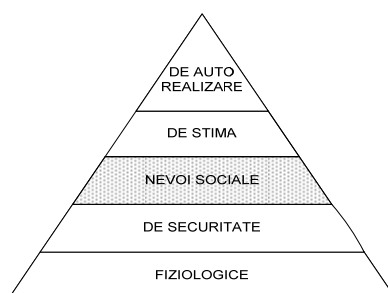 DE AUTO
REALIZARE
DE STIMA
NEVOI SOCIALE
DE SECURITATE
FIZIOLOGICE